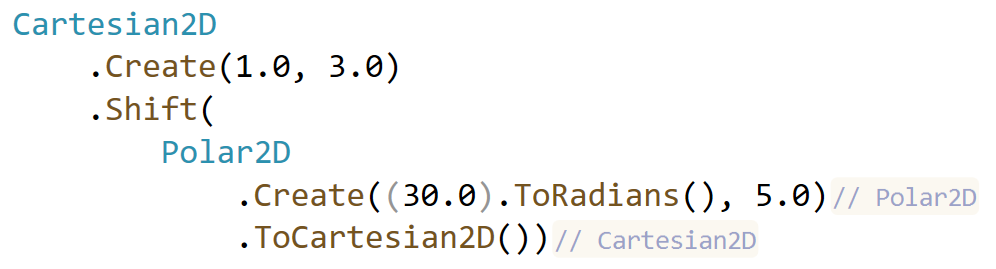 Cartesian2D
.Create(1.0, 3.0)
.Shift(
Polar2D
.Create((30.0).ToRadians(), 5.0)// Polar2D
.ToCartesian2D())// Cartesian2D